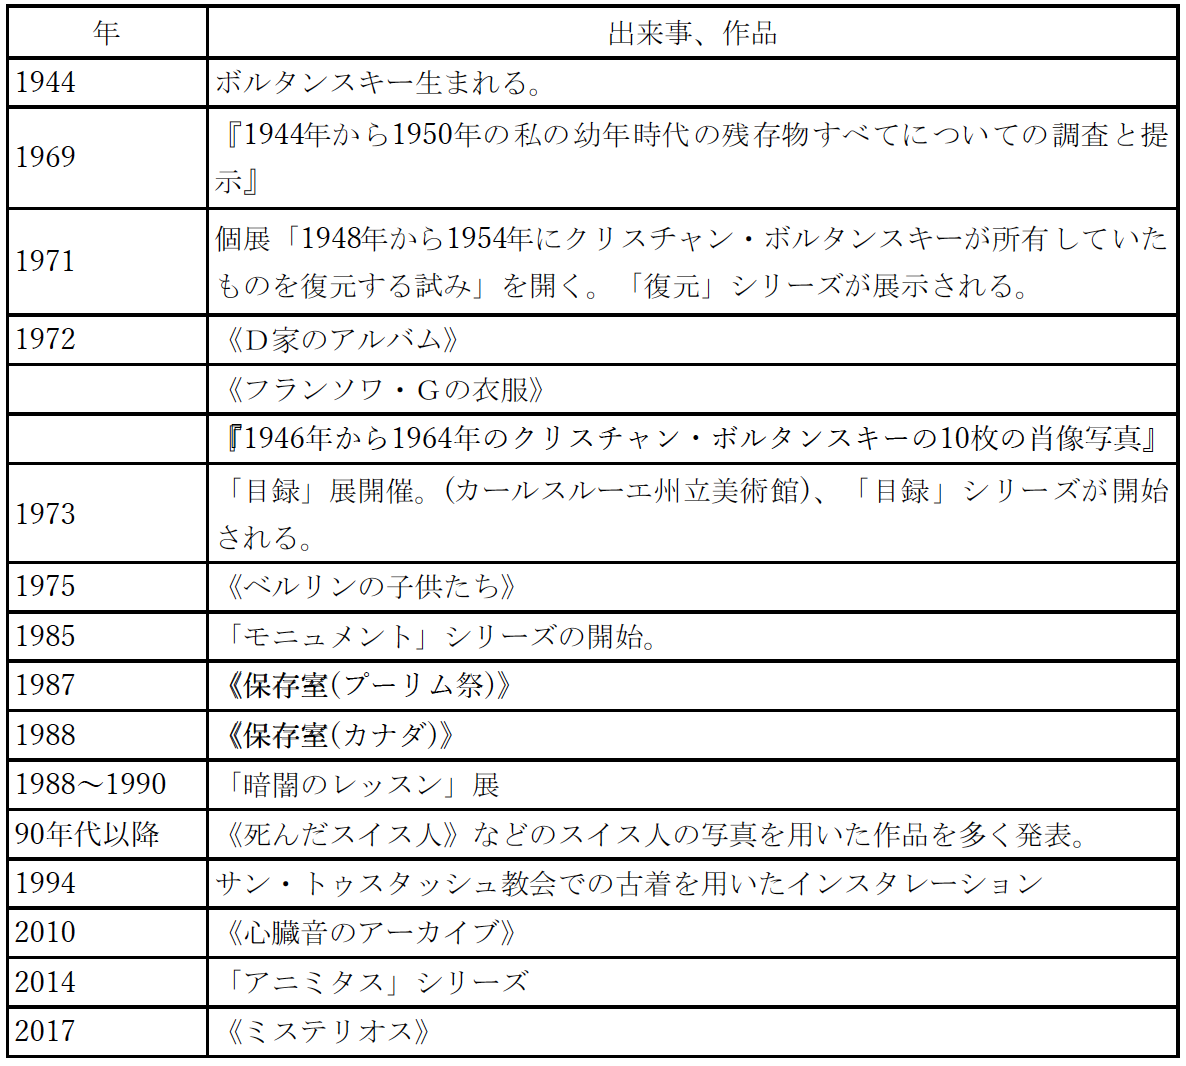 年 出来事、作品
1944 ボルタンスキー生まれる。
1969 『1944年から1950年の私の幼年時代の残存物すべてについての調査と提
示』
1971 個展「1948年から1954年にクリスチャン・ボルタンスキーが所有していた
ものを復元する試み」を開く。「復元」シリーズが展示される。
1972 《Ｄ家のアルバム》
《フランソワ・Ｇの衣服》
『1946年から1964年のクリスチャン・ボルタンスキーの10枚の肖像写真』
1973 「目録」展開催。(カールスルーエ州立美術館)、「目録」シリーズが開始
される。
1975 《ベルリンの子供たち》
1985 「モニュメント」シリーズの開始。
1987 《保存室(プーリム祭)》
1988 《保存室(カナダ)》
1988～1990 「暗闇のレッスン」展
90年代以降 《死んだスイス人》などのスイス人の写真を用いた作品を多く発表。
1994 サン・トゥスタッシュ教会での古着を用いたインスタレーション
2010 《心臓音のアーカイブ》
2014 「アニミタス」シリーズ
2017 《ミステリオス》